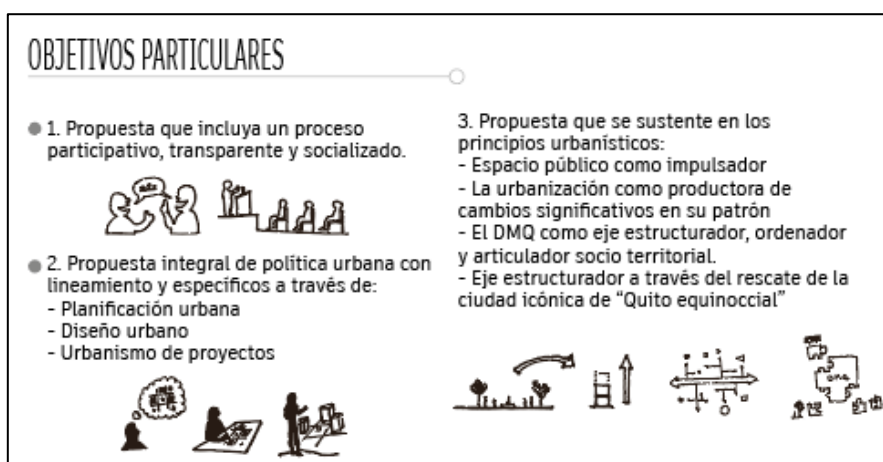 OBJETIVOS PARTICULARES
1. Propuesta que incluya un proceso
participativo, transparente y socializado.
2. Propuesta integral de política urbana con
lineamiento y específicos a través de:
- Planificación urbana
- Diseño urbano
- Urbanismo de proyectos
3. Propuesta que se sustente en los
principios urbanísticos:
- Espacio público como impulsador
- La urbanización como productora de
cambios significativos en su patrón
- El DMQ como eje estructurador, ordenador
y articulador socio territorial.
- Eje estructurador a través del rescate de la
ciudad icónica de “Quito equinoccial”